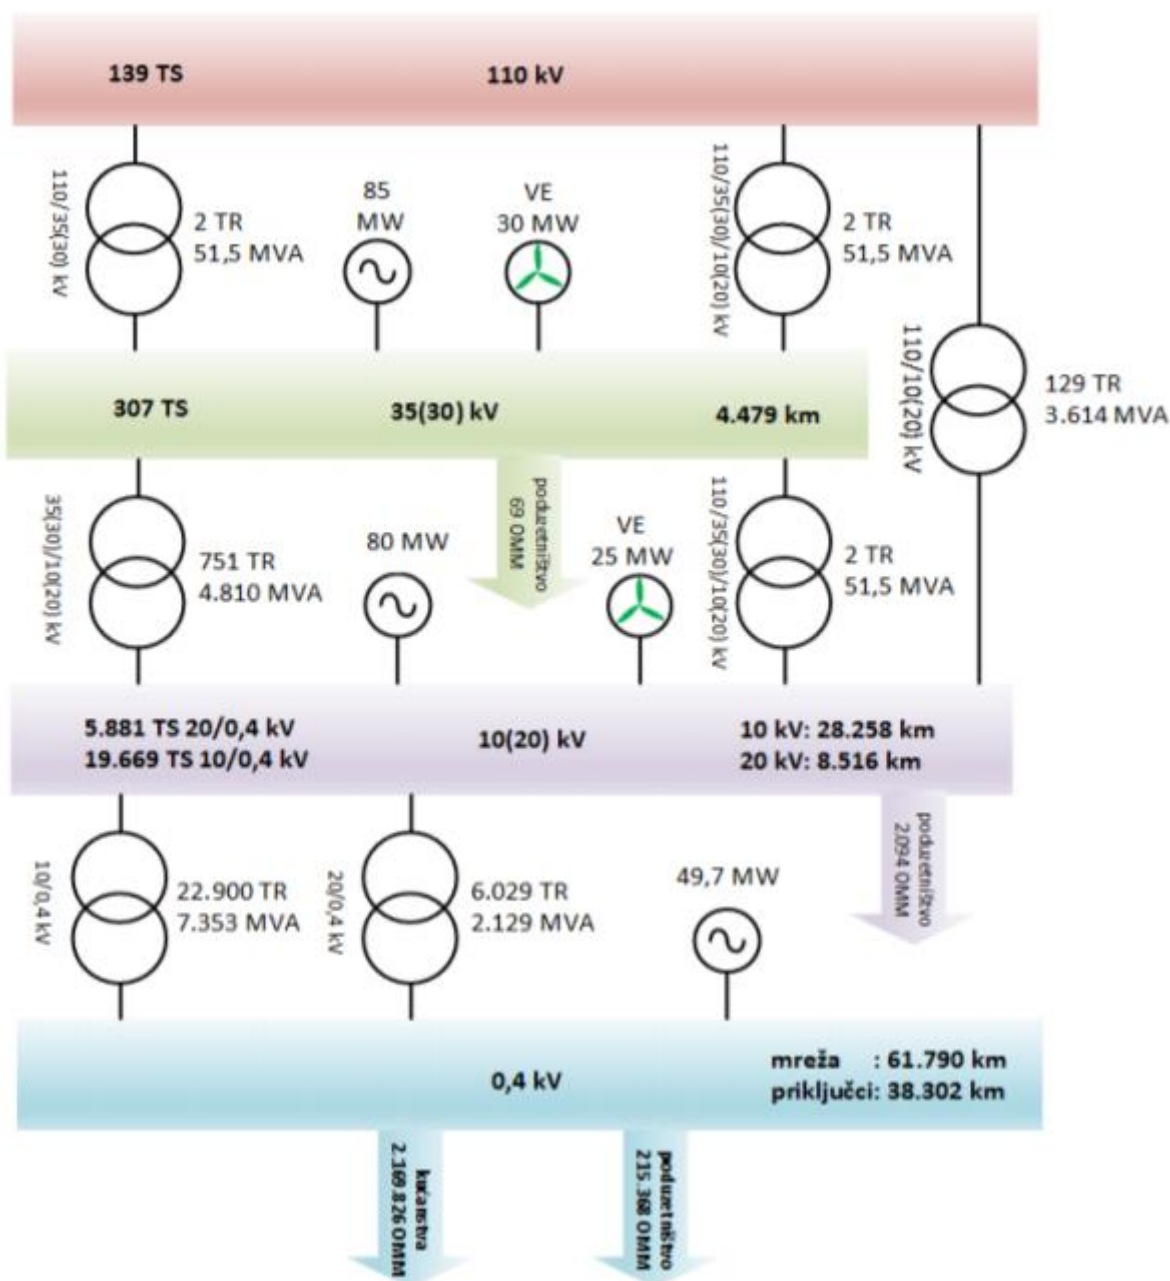 139 TS
110 kV
110/35(30) kV
2 TR
51,5 MVA
85
MW
VE
30 MW
110/35(30)/10(20) kV
2 TR
51,5 MVA
110/10(20) kV
129 TR
3.614 MVA
307 TS
35(30) kV
4.479 km
35(30)/10(20) kV
751 TR
4.810 MVA
80 MW
poduzetništvo
69 OMM
VE
25 MW
110/35(30)/10(20) kV
2 TR
51,5 MVA
5.881 TS 20/0,4 kV
19.669 TS 10/0,4 kV
10(20) kV
10 kV: 28.258 km
20 kV: 8.516 km
10/0,4 kV
22.900 TR
7.353 MVA
20/0,4 kV
6.029 TR
2.129 MVA
49,7 MW
poduzetništvo
2.094 OMM
0,4 kV
mreža : 61.790 km
priključci: 38.302 km
kućanstva
2.169.826 OMM
poduzetništvo
215.368 OMM